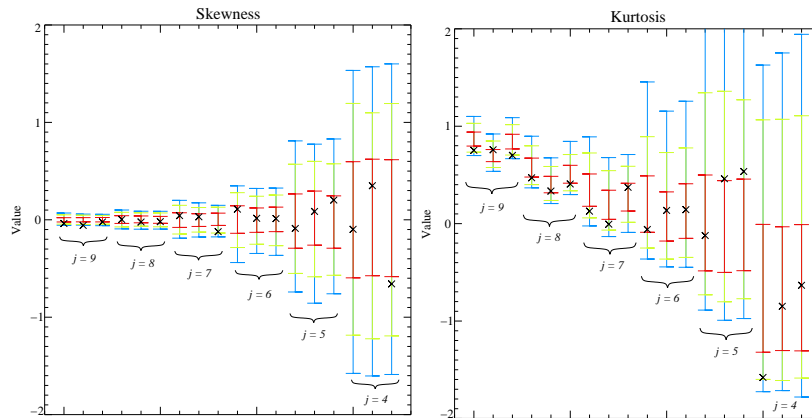 Skewness
2
1
0
−1
−2
Value
j = 9
j = 8
j = 7
j = 6
j = 5
j = 4
Kurtosis
2
1
0
−1
−2
Value
j = 9
j = 8
j = 7
j = 6
j = 5
j = 4